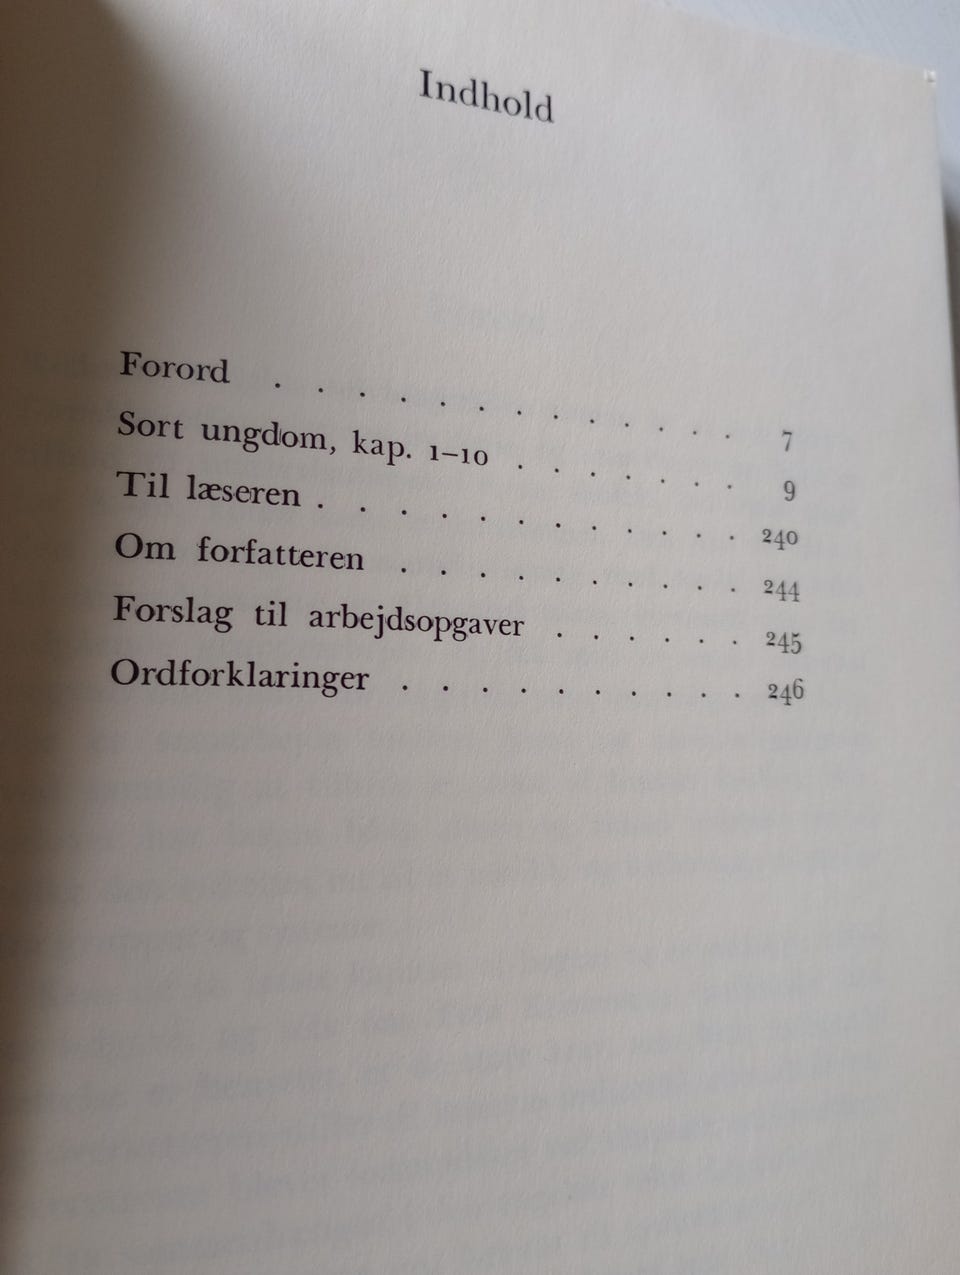 Indhold
Forord . . . . . . . . . . . . 7
Sort ungdom, kap. 1–10 . . . . . . 9
Til læseren . . . . . . . . . . . . 240
Om forfatteren . . . . . . . . . . 244
Forslag til arbejdsopgaver . . . . . . 245
Ordforklaringer . . . . . . . . . . 246